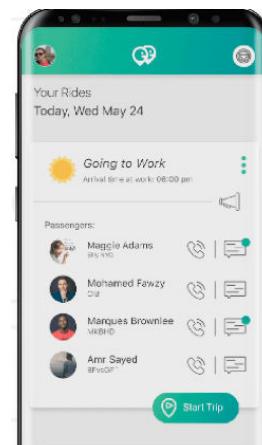 Your Rides
Today, Wed May 24
Going to Work
Arrival time at work: 08:00 pm
Passengers:
Maggie Adams
Mohamed Fawzy
Marques Brownlee
MKBHD
Amr Sayed
Start Trip